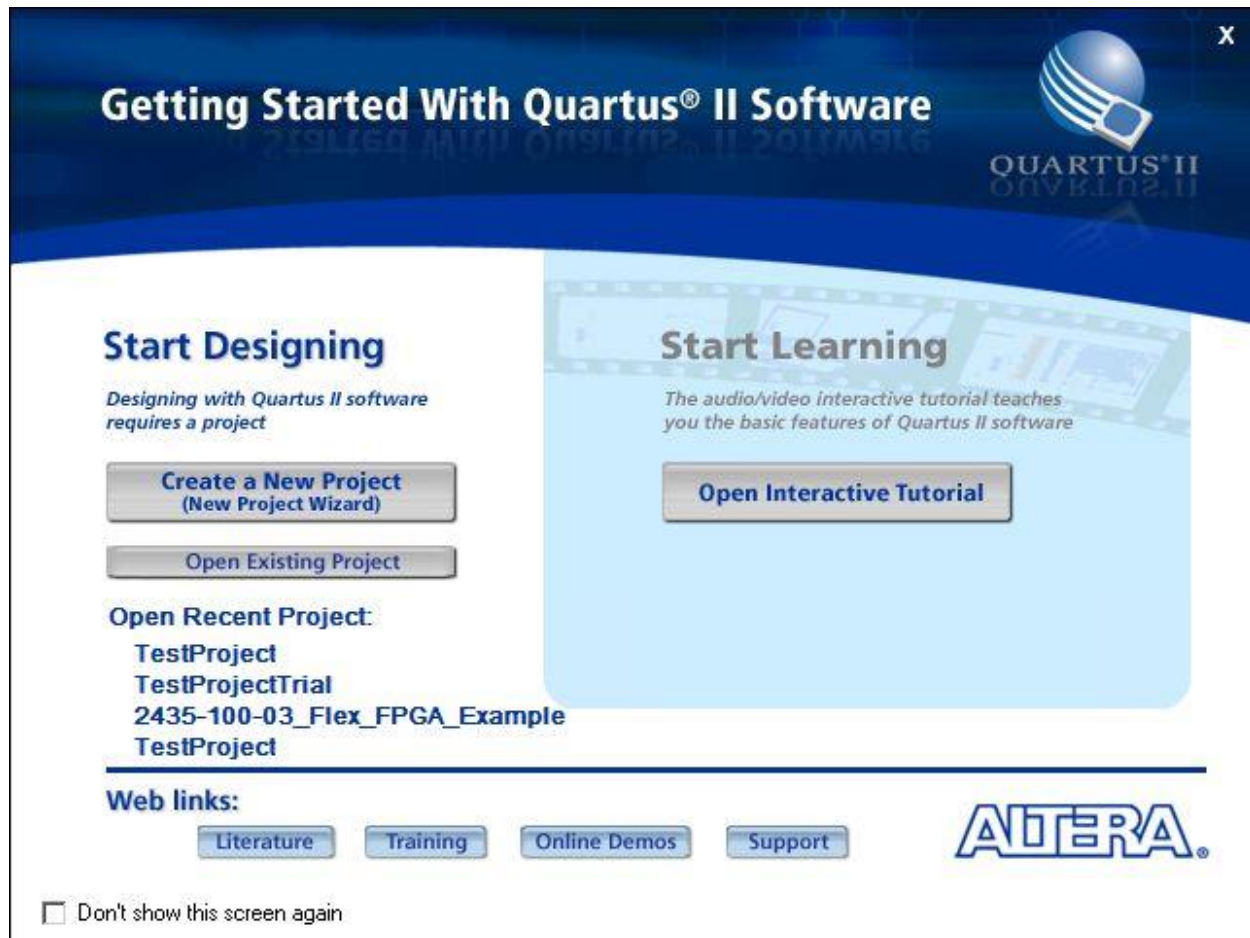 X
Getting Started With Quartus® II Software
QUARTUS® II
Start Designing
Designing with Quartus II software
requires a project
Create a New Project
(New Project Wizard)
Open Existing Project
Open Recent Project:
TestProject
TestProjectTrial
2435-100-03_Flex_FPGA_Example
TestProject
Start Learning
The audio/video interactive tutorial teaches
you the basic features of Quartus II software
Open Interactive Tutorial
Web links:
Literature
Training
Online Demos
Support
ALTERA®
Don't show this screen again